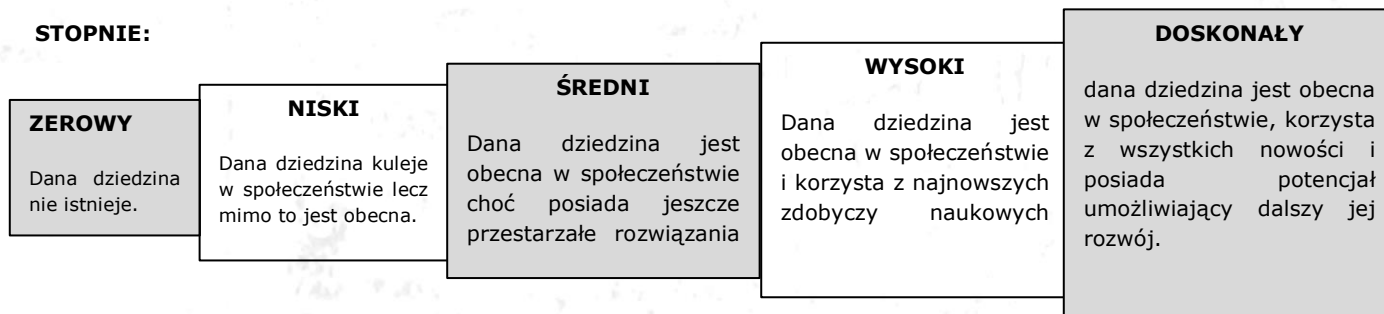 STOPNIE:
ZEROWY
Dana dziedzina
nie istnieje.
NISKI
Dana dziedzina kuleje
w społeczeństwie lecz
mimo to jest obecna.
ŚREDNI
Dana dziedzina jest
obecna w społeczeństwie
choć posiada jeszcze
przestarzałe rozwiązania
WYSOKI
Dana dziedzina jest
obecna w społeczeństwie
i korzysta z najnowszych
zdobyczy naukowych
DOSKONAŁY
dana dziedzina jest obecna
w społeczeństwie, korzysta
z wszystkich nowości i
posiada potencjał
umożliwiający dalszy jej
rozwój.